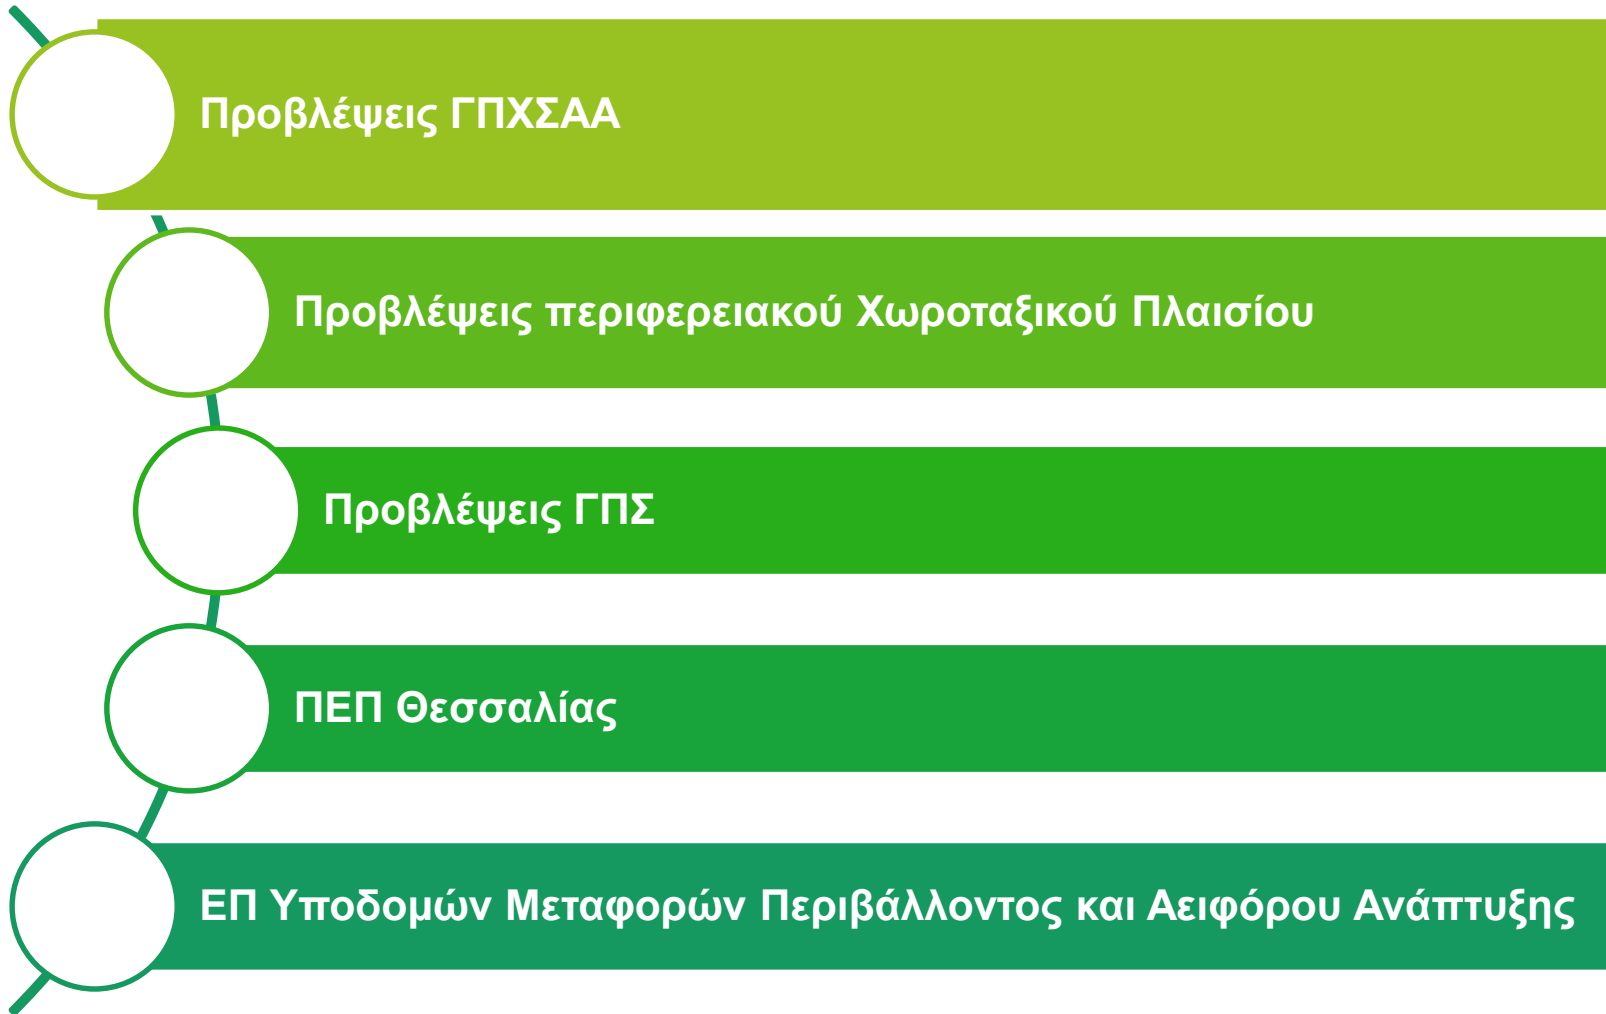 Προβλέψεις ΓΠΧΣΑΑ
Προβλέψεις περιφερειακού Χωροταξικού Πλαισίου
Προβλέψεις ΓΠΣ
ΠΕΠ Θεσσαλίας
ΕΠ Υποδομών Μεταφορών Περιβάλλοντος και Αειφόρου Ανάπτυξης